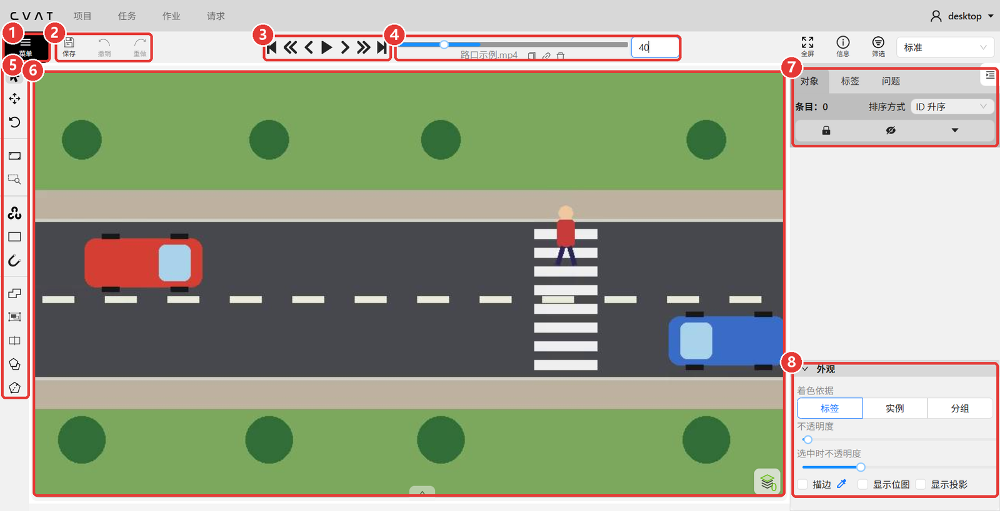 CVAT 项目 任务 作业 请求 desktop
1 2 3 4
菜单 保存 撤销 重做 路口示例.mp4 40 全屏 信息 筛选 标准
5 6 7
对象 标签 问题
条目：0 排序方式 ID 升序
8
外观
着色依据
标签 实例 分组
不透明度
选中时不透明度
描边 显示位图 显示投影
0